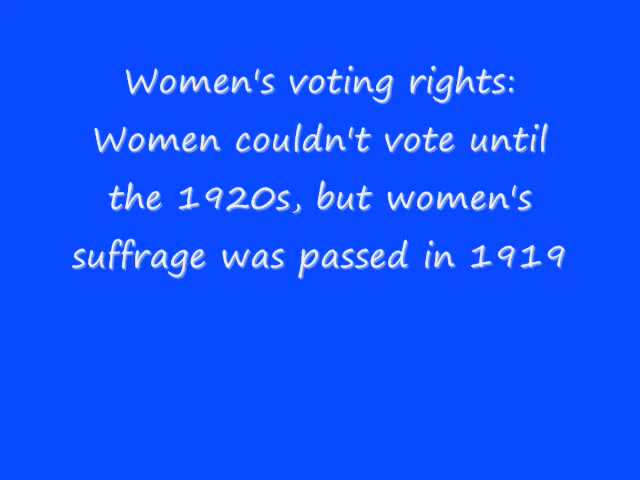 Women's voting rights:
Women couldn't vote until
the 1920s, but women's
suffrage was passed in 1919